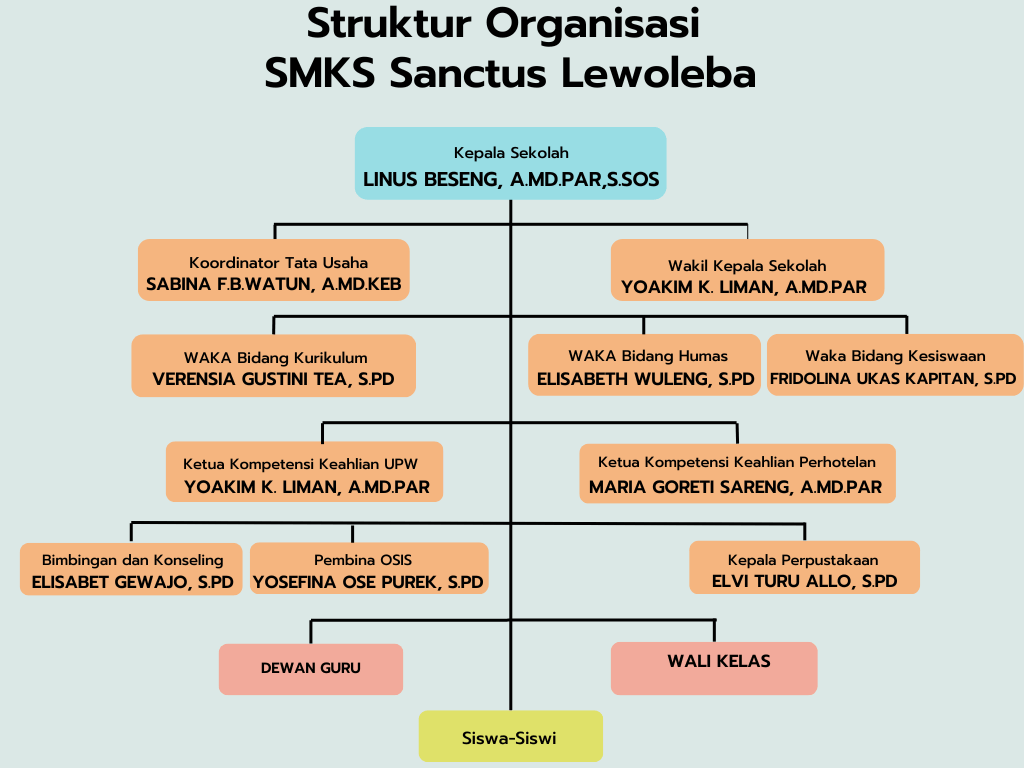 Struktur Organisasi
SMKS Sanctus Lewoleba
Kepala Sekolah
LINUS BESENG, A.MD.PAR,S.SOS
Koordinator Tata Usaha
SABINA F.B.WATUN, A.MD.KEB
Wakil Kepala Sekolah
YOAKIM K. LIMAN, A.MD.PAR
WAKA Bidang Kurikulum
VERENSIA GUSTINI TEA, S.PD
WAKA Bidang Humas
ELISABETH WULENG, S.PD
Waka Bidang Kesiswaan
FRIDOLINA UKAS KAPITAN, S.PD
Ketua Kompetensi Keahlian UPW
YOAKIM K. LIMAN, A.MD.PAR
Ketua Kompetensi Keahlian Perhotelan
MARIA GORETI SARENG, A.MD.PAR
Bimbingan dan Konseling
ELISABET GEWAJO, S.PD
Pembina OSIS
YOSEFINA OSE PUREK, S.PD
Kepala Perpustakaan
ELVI TURU ALLO, S.PD
DEWAN GURU
WALI KELAS
Siswa-Siswi